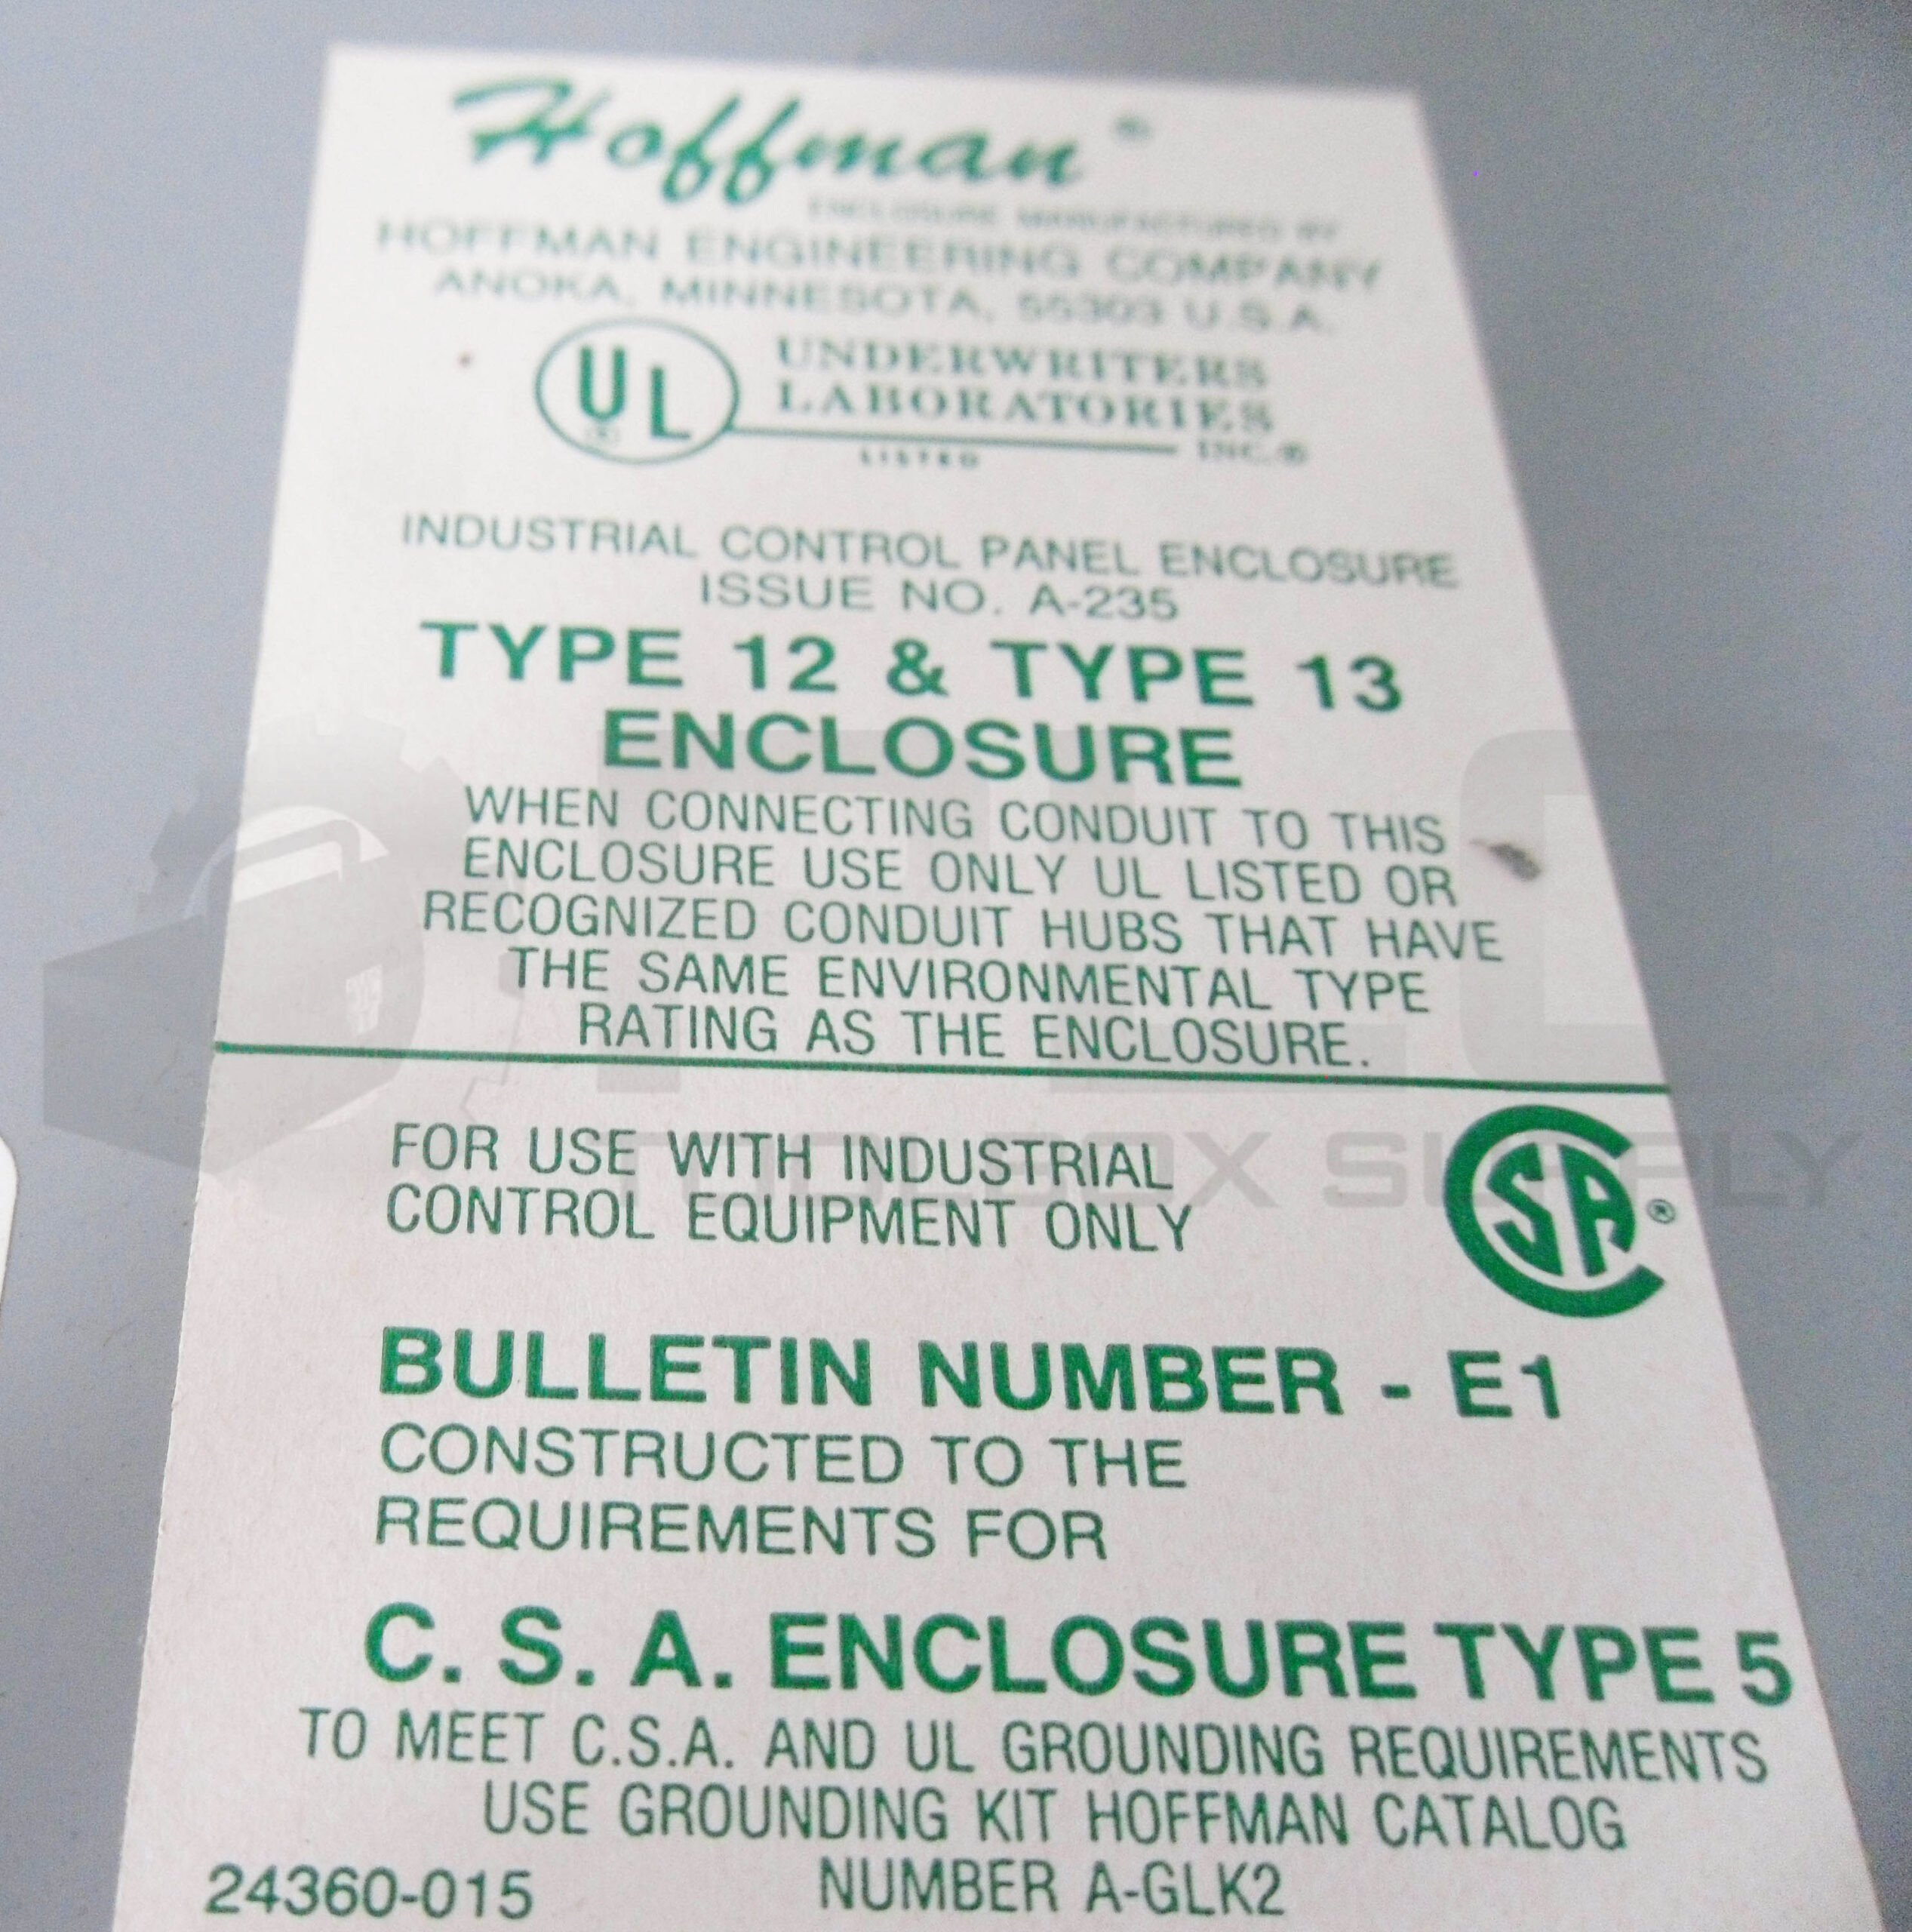 Hoffman®
ENCLOSURE MANUFACTURED BY
HOFFMAN ENGINEERING COMPANY
ANOKA, MINNESOTA, 55303 U.S.A.
UL® UNDERWRITERS
LABORATORIES
INC.®
LISTED
INDUSTRIAL CONTROL PANEL ENCLOSURE
ISSUE NO. A-235
TYPE 12 & TYPE 13
ENCLOSURE
WHEN CONNECTING CONDUIT TO THIS
ENCLOSURE USE ONLY UL LISTED OR
RECOGNIZED CONDUIT HUBS THAT HAVE
THE SAME ENVIRONMENTAL TYPE
RATING AS THE ENCLOSURE.
FOR USE WITH INDUSTRIAL
CONTROL EQUIPMENT ONLY
CSA®
BULLETIN NUMBER - E1
CONSTRUCTED TO THE
REQUIREMENTS FOR
C. S. A. ENCLOSURE TYPE 5
TO MEET C.S.A. AND UL GROUNDING REQUIREMENTS
USE GROUNDING KIT HOFFMAN CATALOG
NUMBER A-GLK2
24360-015
PLC
BOX SUPPLY